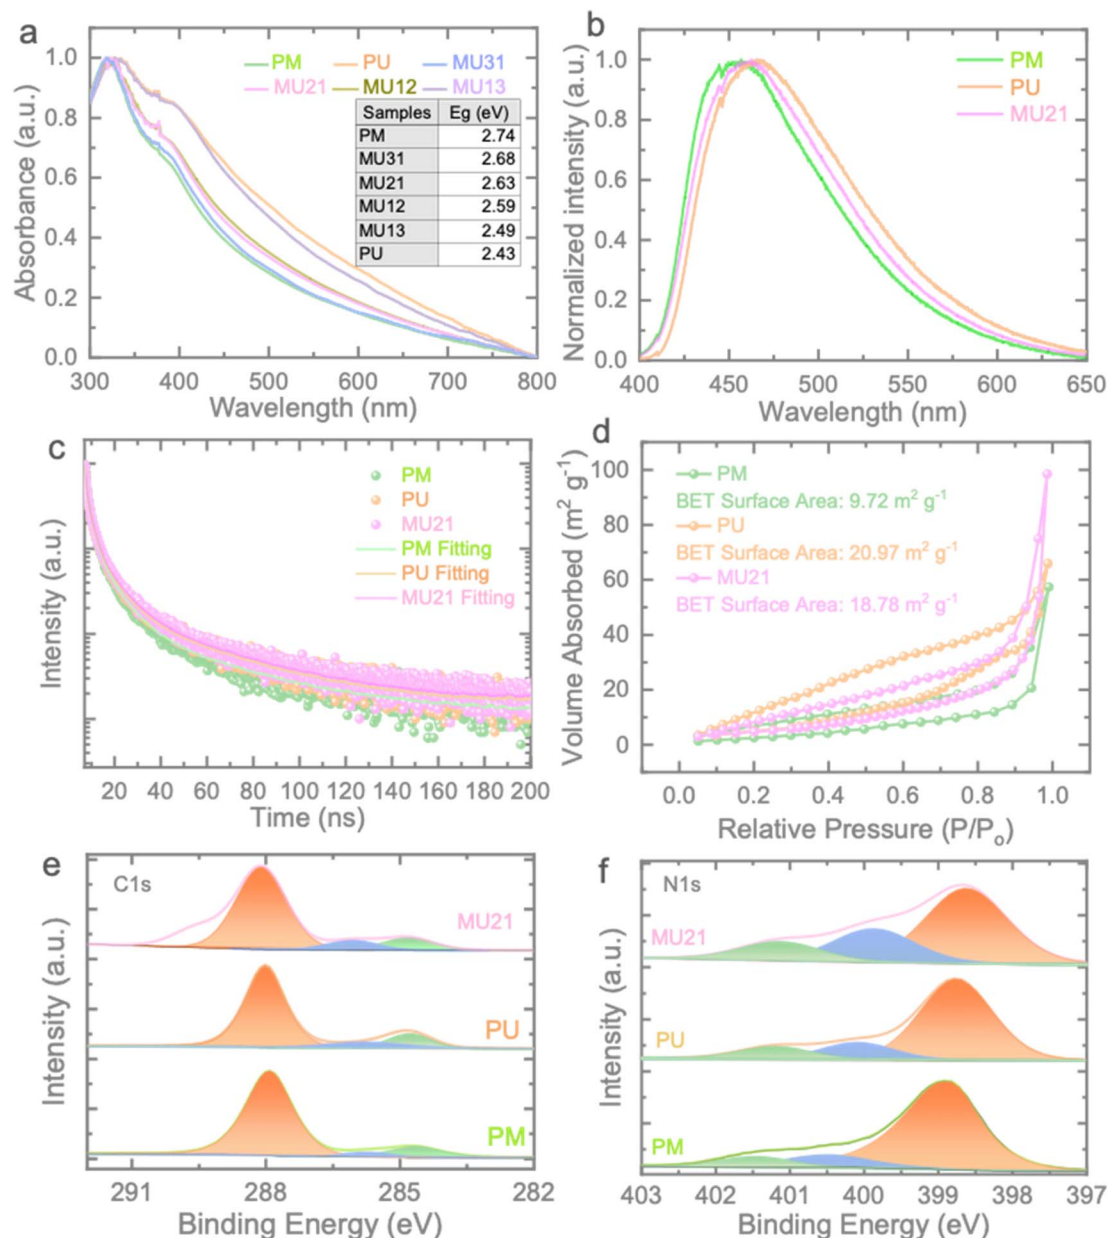 a
PM PU MU31
MU21 MU12 MU13
Samples Eg (eV)
PM 2.74
MU31 2.68
MU21 2.63
MU12 2.59
MU13 2.49
PU 2.43
Absorbance (a.u.)
1.0
0.8
0.6
0.4
0.2
0.0
300 400 500 600 700 800
Wavelength (nm)
b
PM
PU
MU21
Normalized intensity (a.u.)
1.0
0.8
0.6
0.4
0.2
0.0
400 450 500 550 600 650
Wavelength (nm)
c
PM
PU
MU21
PM Fitting
PU Fitting
MU21 Fitting
Intensity (a.u.)
20 40 60 80 100 120 140 160 180 200
Time (ns)
d
PM
BET Surface Area: 9.72 m² g⁻¹
PU
BET Surface Area: 20.97 m² g⁻¹
MU21
BET Surface Area: 18.78 m² g⁻¹
Volume Absorbed (m² g⁻¹)
100
80
60
40
20
0
0.0 0.2 0.4 0.6 0.8 1.0
Relative Pressure (P/Pₒ)
e
C1s
MU21
PU
PM
Intensity (a.u.)
291 288 285 282
Binding Energy (eV)
f
N1s
MU21
PU
PM
Intensity (a.u.)
403 402 401 400 399 398 397
Binding Energy (eV)